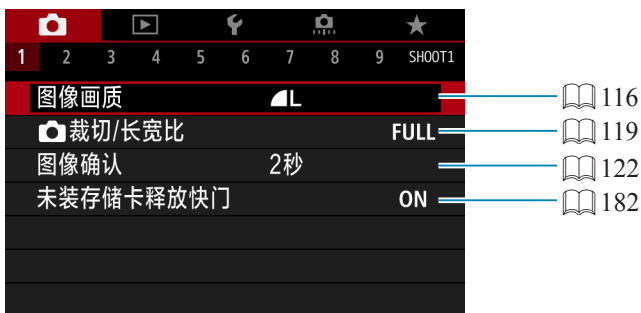 1 2 3 4 5 6 7 8 9 SHOOT1
图像画质 L 116
裁切/长宽比 FULL 119
图像确认 2秒 122
未装存储卡释放快门 ON 182